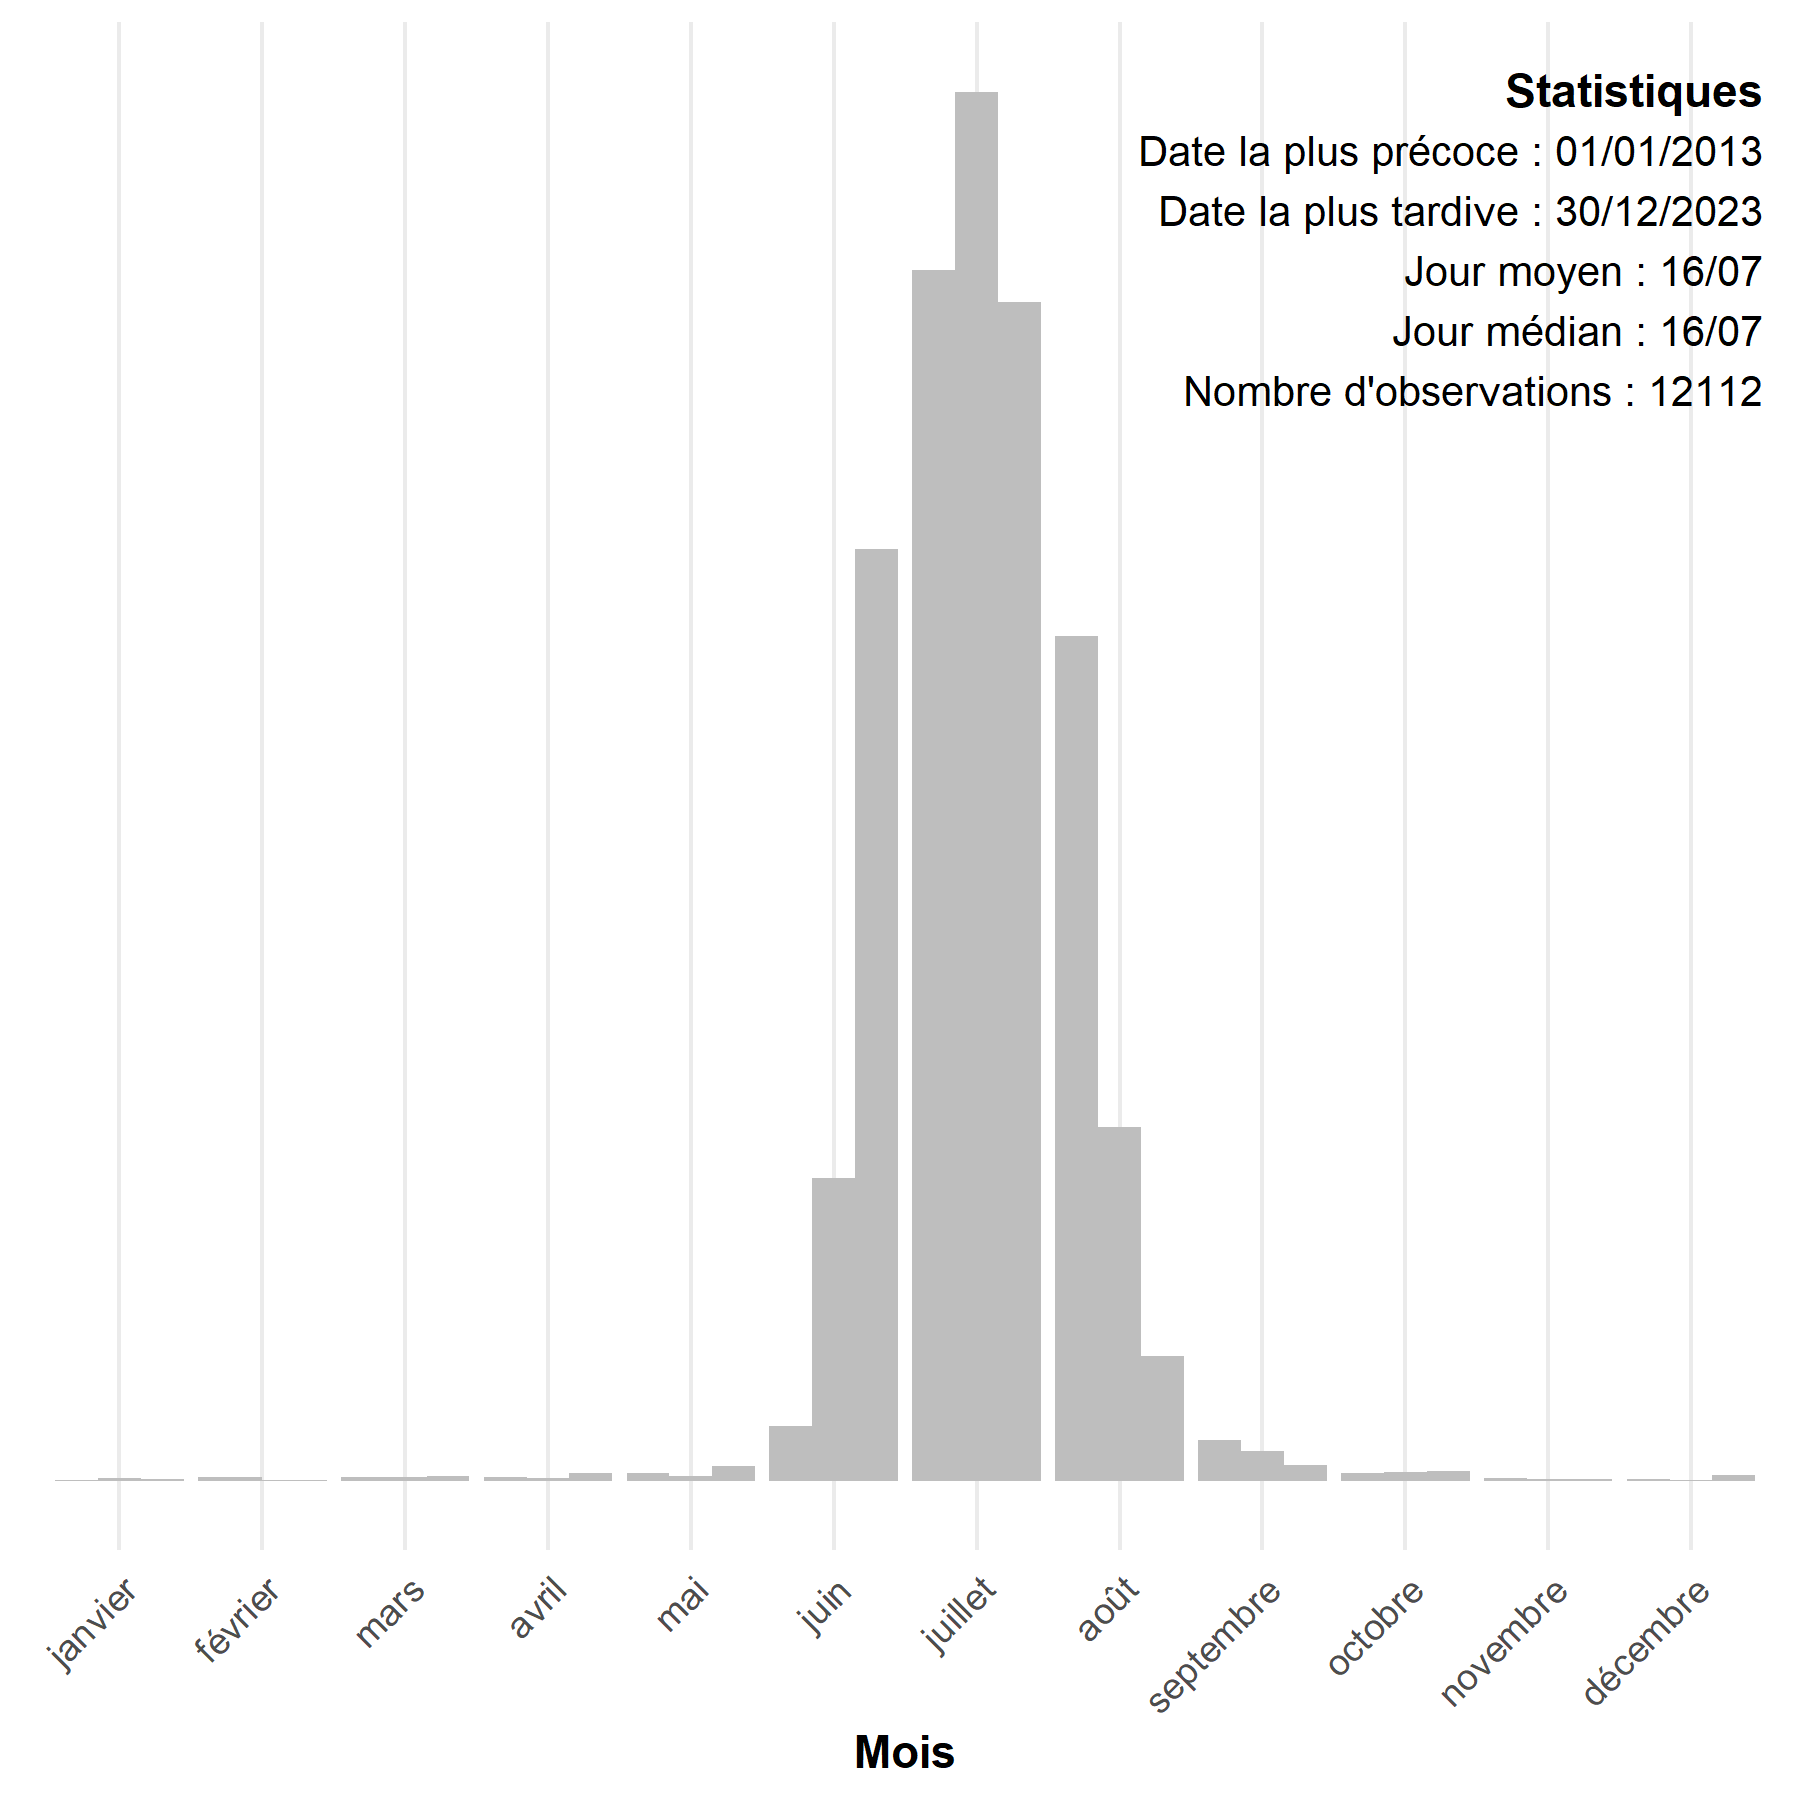 Statistiques
Date la plus précoce : 01/01/2013
Date la plus tardive : 30/12/2023
Jour moyen : 16/07
Jour médian : 16/07
Nombre d'observations : 12112
janvier
février
mars
avril
mai
juin
juillet
août
septembre
octobre
novembre
décembre
Mois